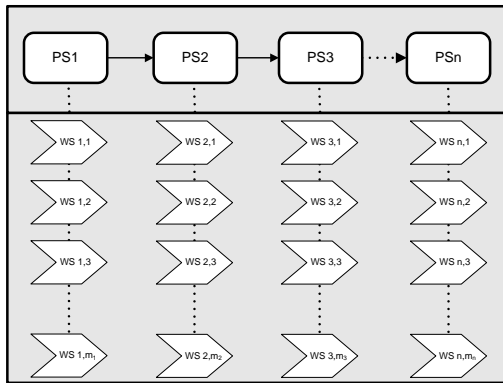 PS1 PS2 PS3 PSn
WS 1,1 WS 2,1 WS 3,1 WS n,1
WS 1,2 WS 2,2 WS 3,2 WS n,2
WS 1,3 WS 2,3 WS 3,3 WS n,3
WS 1,m₁ WS 2,m₂ WS 3,m₃ WS n,mₙ